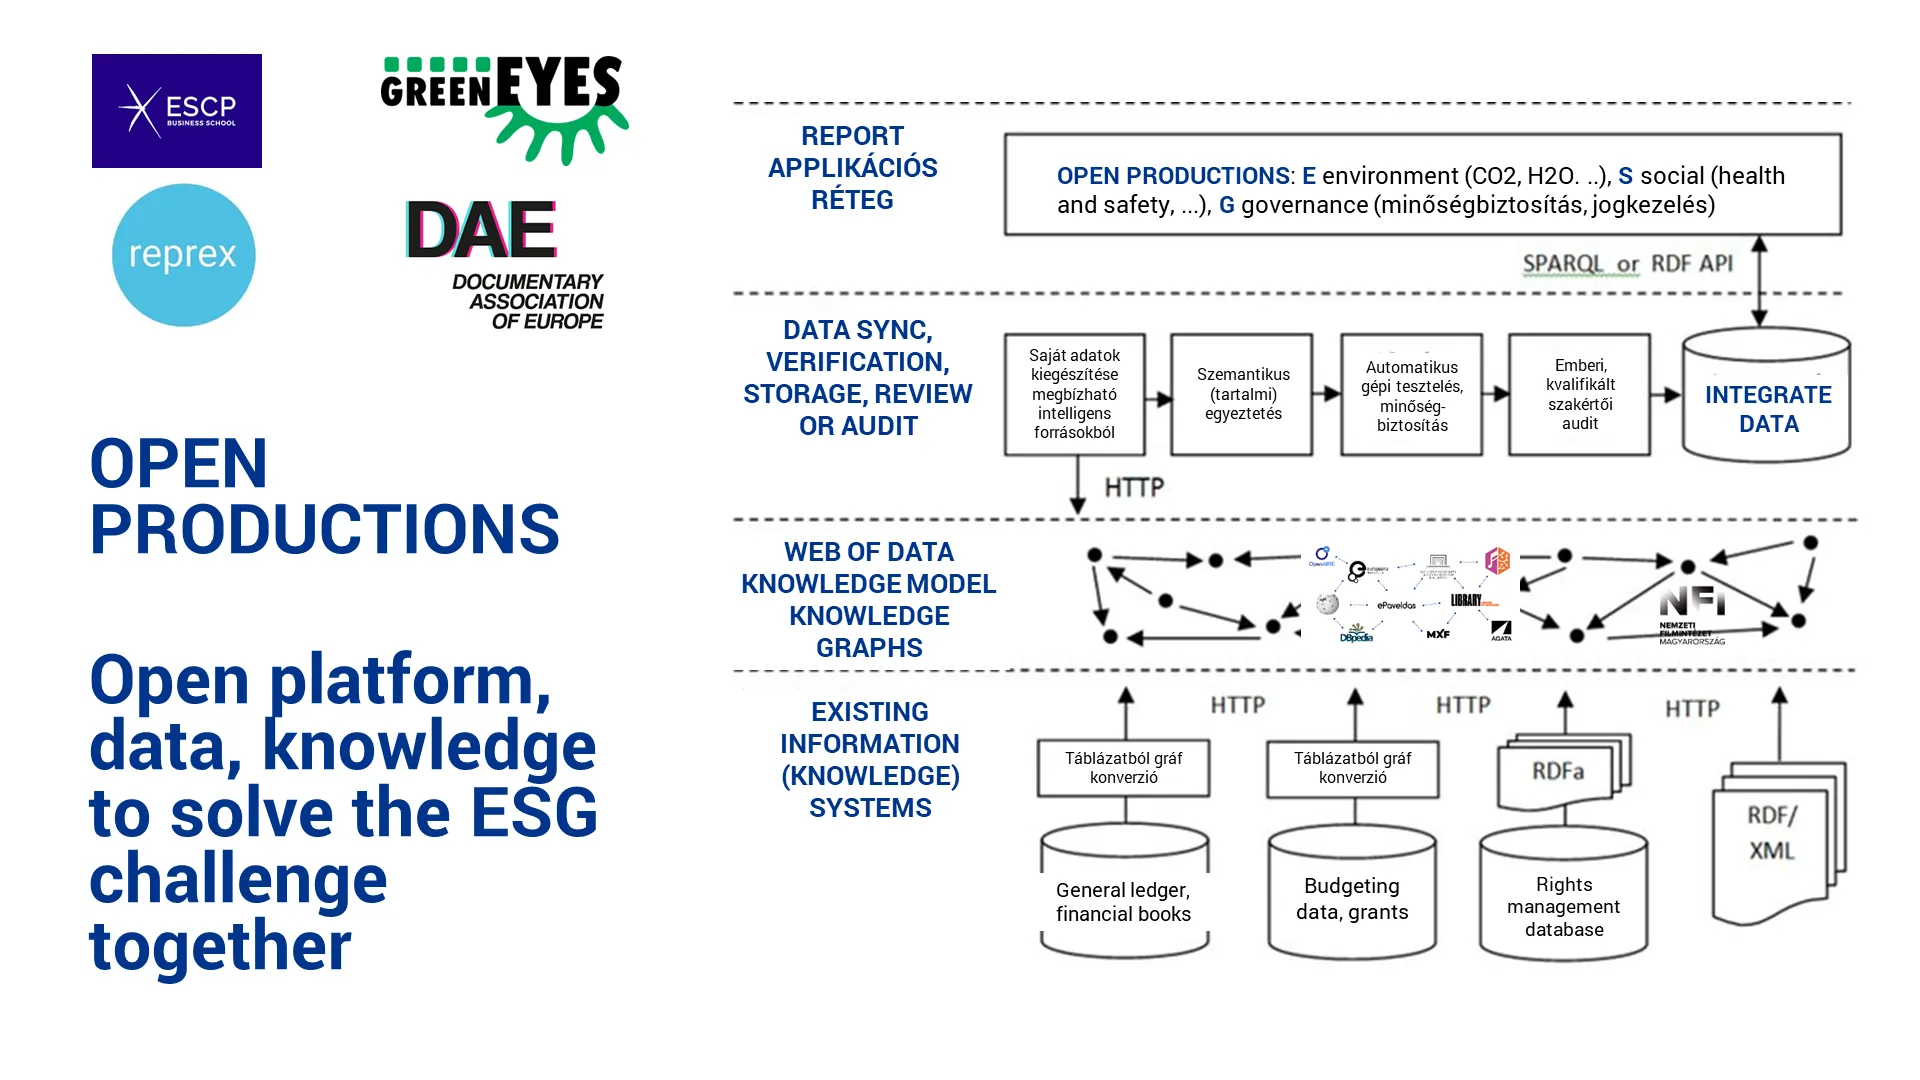 ESCP
BUSINESS SCHOOL
GREENEYES
reprex
DAE
DOCUMENTARY
ASSOCIATION
OF EUROPE
OPEN
PRODUCTIONS
Open platform,
data, knowledge
to solve the ESG
challenge
together
REPORT
APPLIKÁCIÓS
RÉTEG
OPEN PRODUCTIONS: E environment (CO2, H2O. ..), S social (health
and safety, ...), G governance (minőségbiztosítás, jogkezelés)
SPARQL or RDF API
DATA SYNC,
VERIFICATION,
STORAGE, REVIEW
OR AUDIT
Saját adatok
kiegészítése
megbízható
intelligens
forrásokból
Szemantikus
(tartalmi)
egyeztetés
Automatikus
gépi tesztelés,
minőség-
biztosítás
Emberi,
kvalifikált
szakértői
audit
INTEGRATE
DATA
HTTP
WEB OF DATA
KNOWLEDGE MODEL
KNOWLEDGE
GRAPHS
OpenAIRE
europeana
ePaveldas
LIBRARY
DBpedia
MXF
AGATA
NFI
NEMZETI
FILMINTÉZET
MAGYARORSZÁG
EXISTING
INFORMATION
(KNOWLEDGE)
SYSTEMS
HTTP
HTTP
HTTP
Táblázatból gráf
konverzió
Táblázatból gráf
konverzió
RDFa
RDF/
XML
General ledger,
financial books
Budgeting
data, grants
Rights
management
database